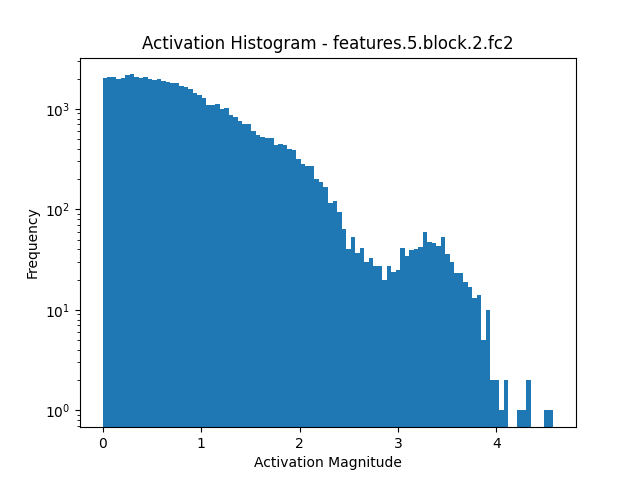 Activation Histogram - features.5.block.2.fc2
10³
10²
10¹
10⁰
Frequency
0 1 2 3 4
Activation Magnitude